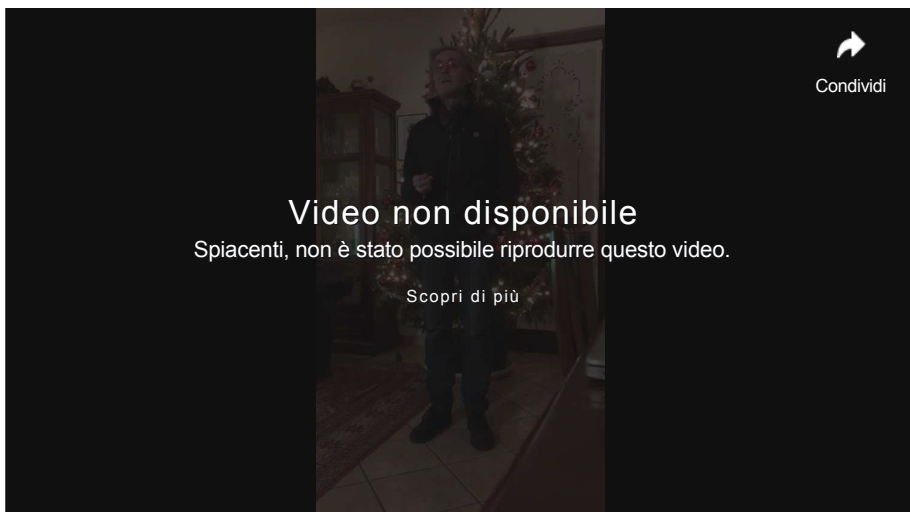 Condividi
Video non disponibile
Spiacenti, non è stato possibile riprodurre questo video.
Scopri di più